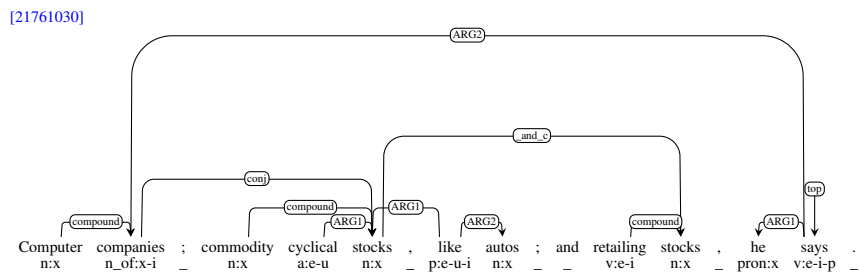 [21761030]
ARG2
_and_c
conj
top
compound compound ARG1 ARG1 ARG2 compound ARG1
Computer companies ; commodity cyclical stocks , like autos ; and retailing stocks , he says .
n:x n_of:x-i _ n:x a:e-u n:x _ p:e-u-i n:x _ _ v:e-i n:x _ pron:x v:e-i-p _